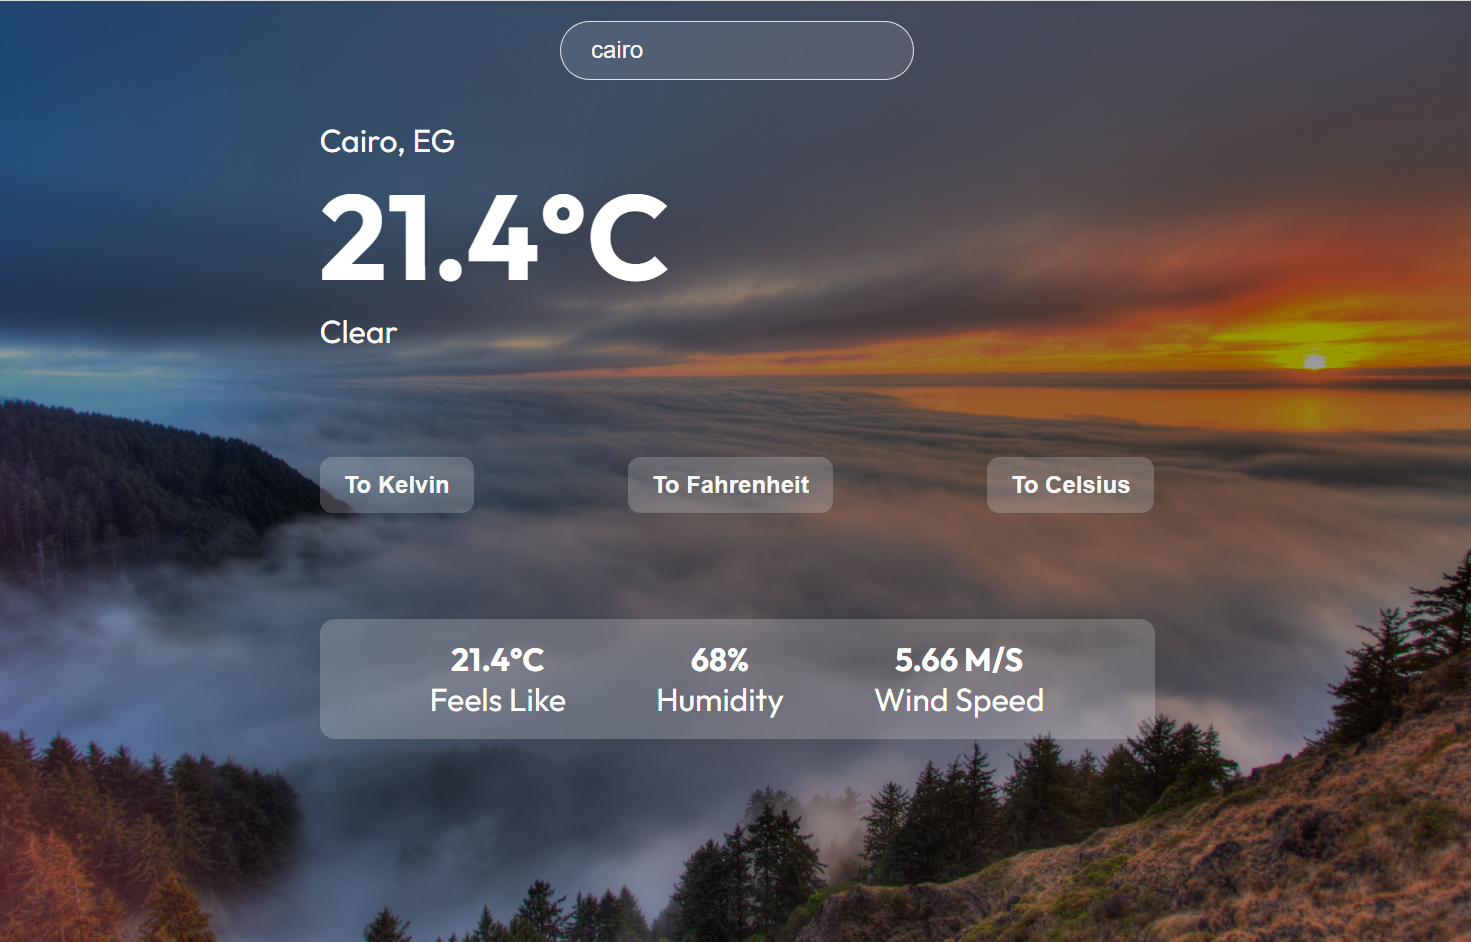 cairo
Cairo, EG
21.4°C
Clear
To Kelvin
To Fahrenheit
To Celsius
21.4°C 68% 5.66 M/S
Feels Like Humidity Wind Speed